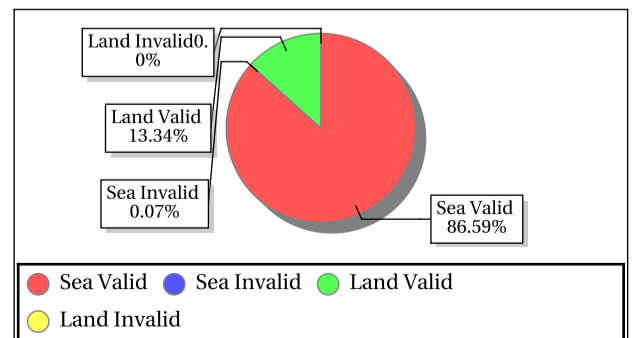 Land Invalid0.
0%
Land Valid
13.34%
Sea Invalid
0.07%
Sea Valid
86.59%
Sea Valid
Sea Invalid
Land Valid
Land Invalid